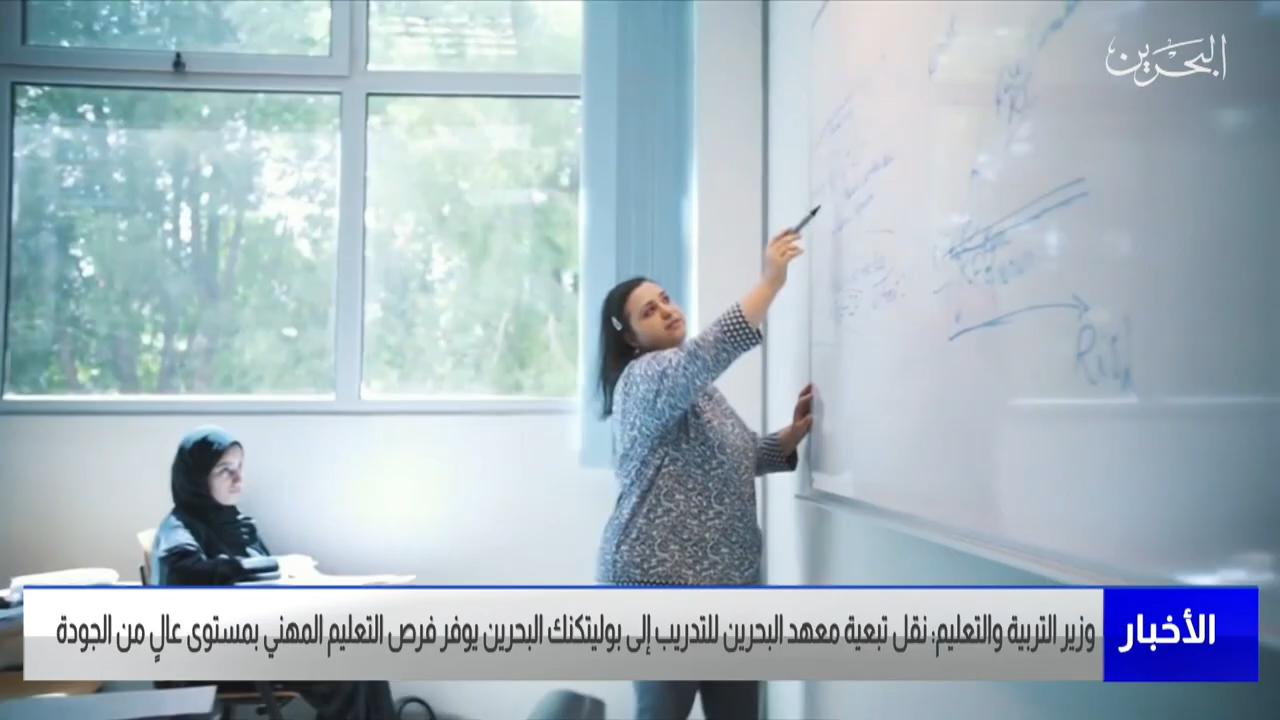 البحرين
وزير التربية والتعليم: نقل تبعية معهد البحرين للتدريب إلى بوليتكنك البحرين يوفر فرص التعليم المهني بمستوى عالٍ من الجودة
الأخبار